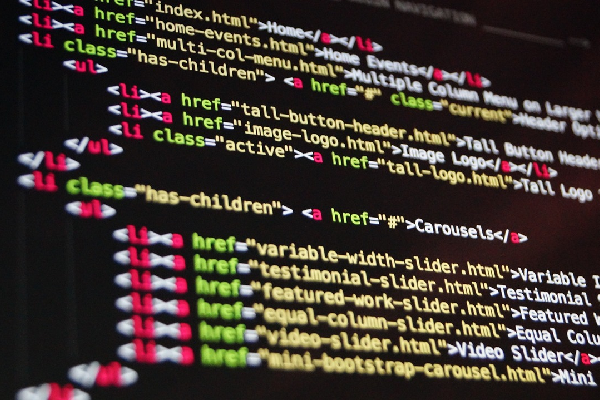 NAVIGATION
<li><a href="index.html">Home</a></li>
<li><a href="home-events.html">Home Events</a></li>
<li><a href="multi-col-menu.html">Multiple Column Menu on Larger
<li class="has-children"> <a href="#" class="current">Header Opti
<ul>
<li><a href="tall-button-header.html">Tall Button Heade
<li><a href="image-logo.html">Image Logo</a></li>
<li class="active"><a href="tall-logo.html">Tall Logo
</ul>
</li>
<li class="has-children"> <a href="#">Carousels</a>
<ul>
<li><a href="variable-width-slider.html">Variable I
<li><a href="testimonial-slider.html">Testimonial
<li><a href="featured-work-slider.html">Featured W
<li><a href="equal-column-slider.html">Equal Colu
<li><a href="video-slider.html">Video Slider</a>
<li><a href="mini-bootstrap-carousel.html">Mini
</ul>
</li>